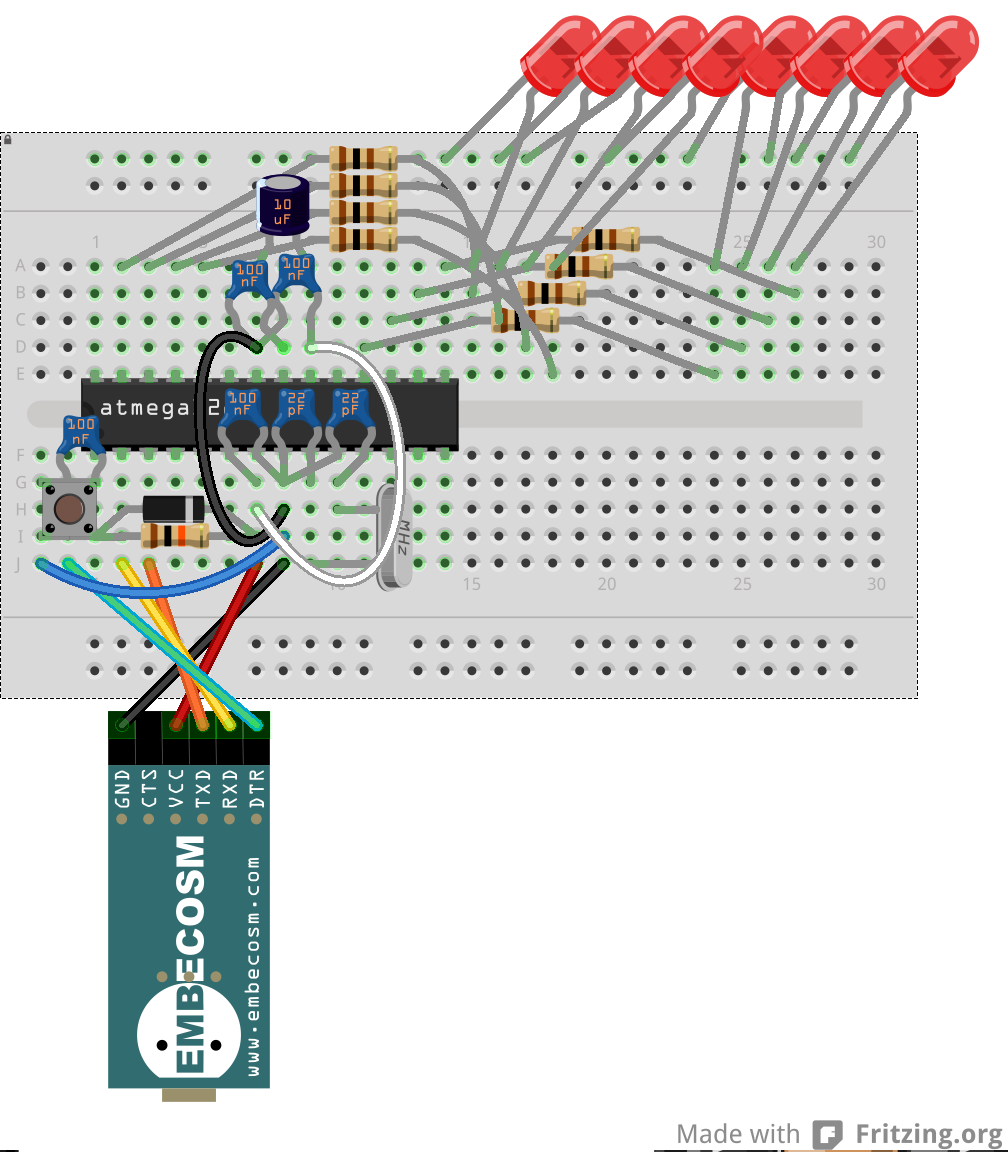 10
uF
100
nF
100
nF
1
25
30
A
B
C
D
E
atmega
2
100
nF
22
pF
22
pF
100
nF
F
G
H
I
J
MHz
15
20
25
30
GND
CTS
VCC
TXD
RXD
DTR
EMBECOSM
www.embecosm.com
Made with Fritzing.org